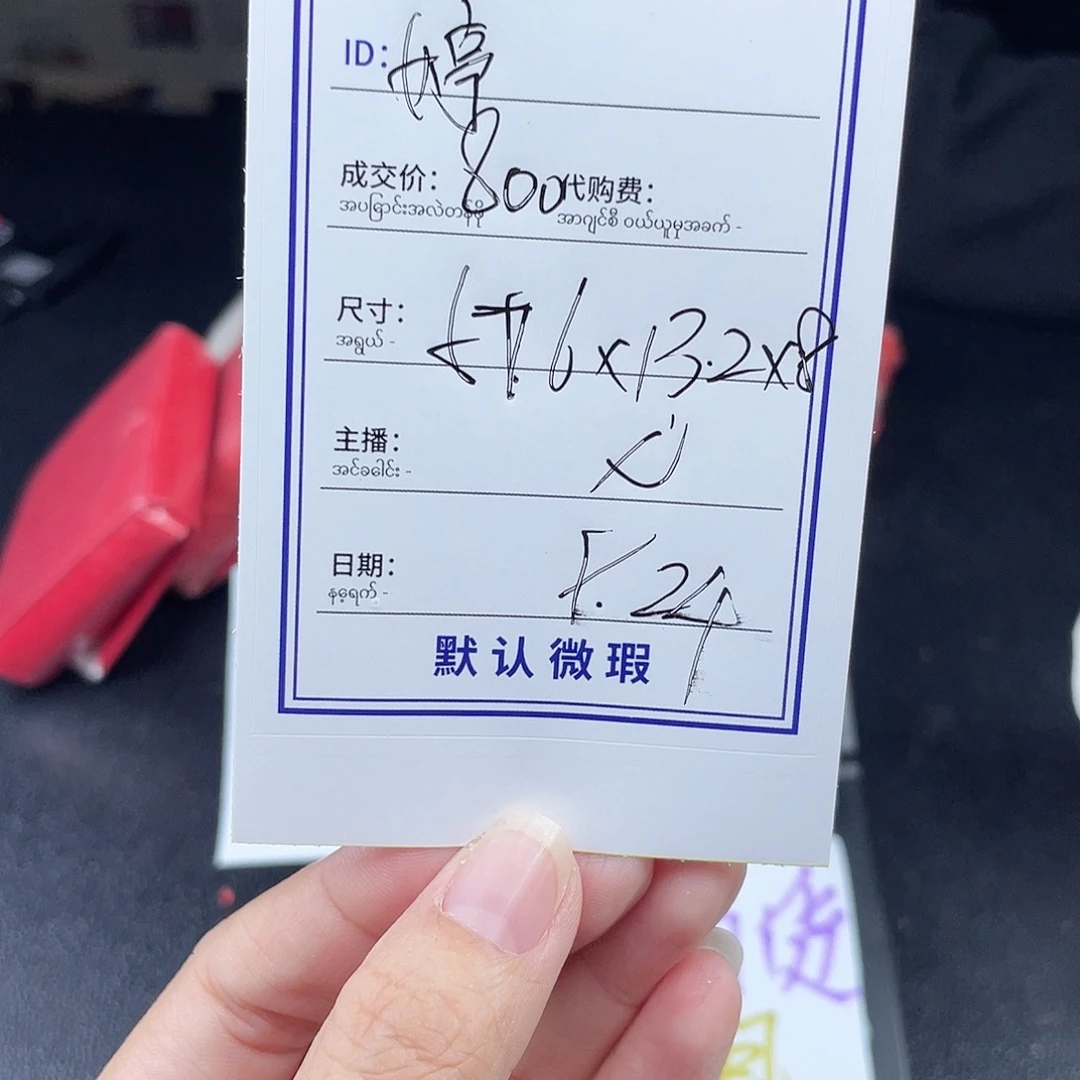 ID: 婷
成交价: 800 代购费:
အပြောင်းအလဲတန်ဖိုး အာဂျင်စီ ဝယ်ယူမှုအခက် -
尺寸: 57.6x13.2x8
အရွယ် -
主播:
အင်ခေါင်း -
日期: 5.24
နေ့ရက် -
默认微瑕